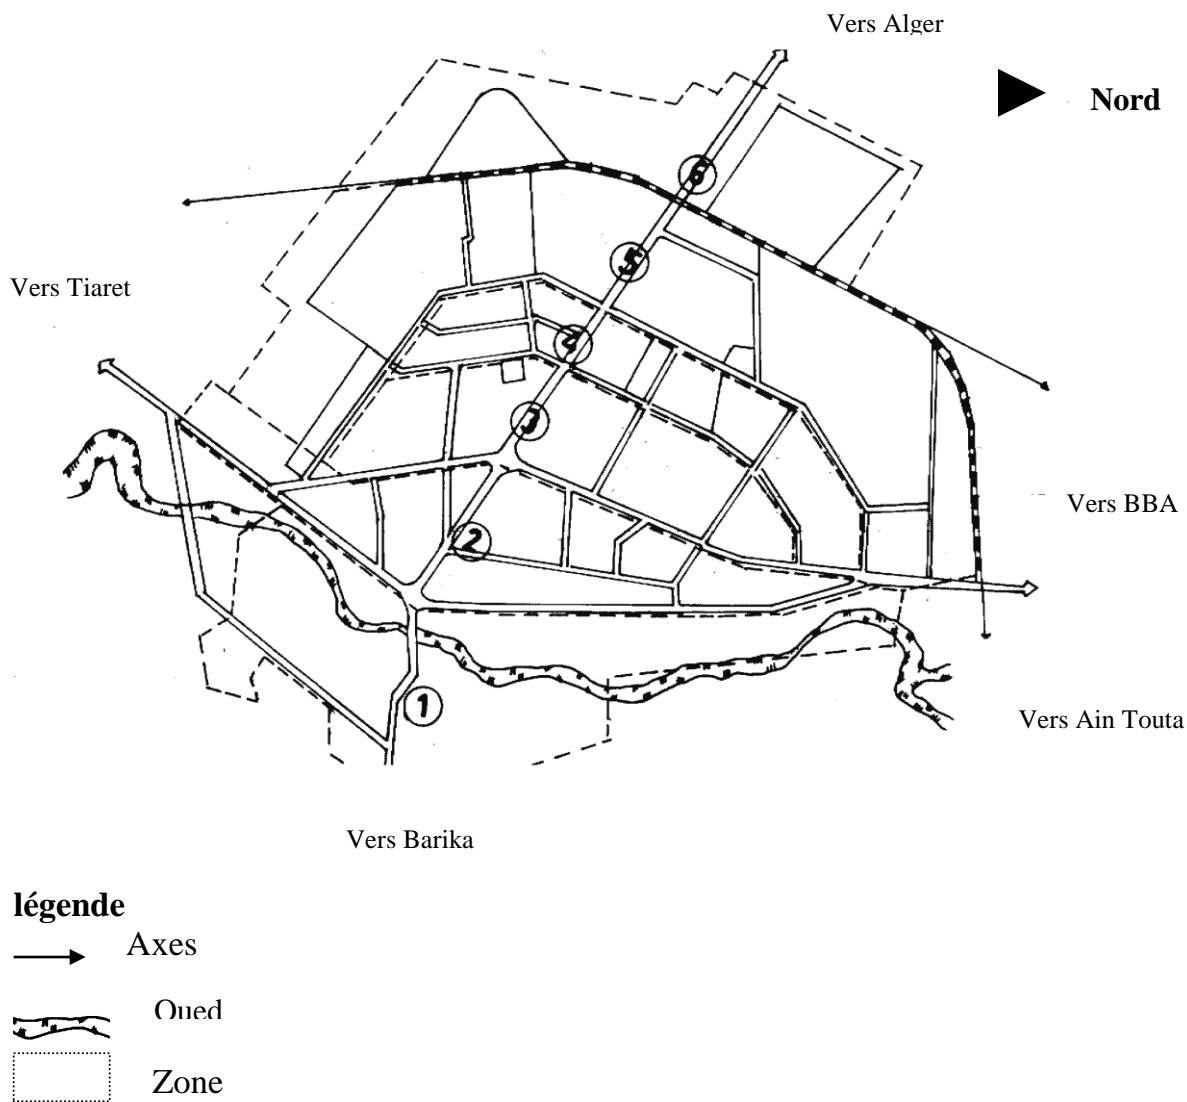 Vers Alger
Nord
6
5
Vers Tiaret
4
3
Vers BBA
2
1
Vers Ain Touta
Vers Barika
légende
Axes
Oued
Zone